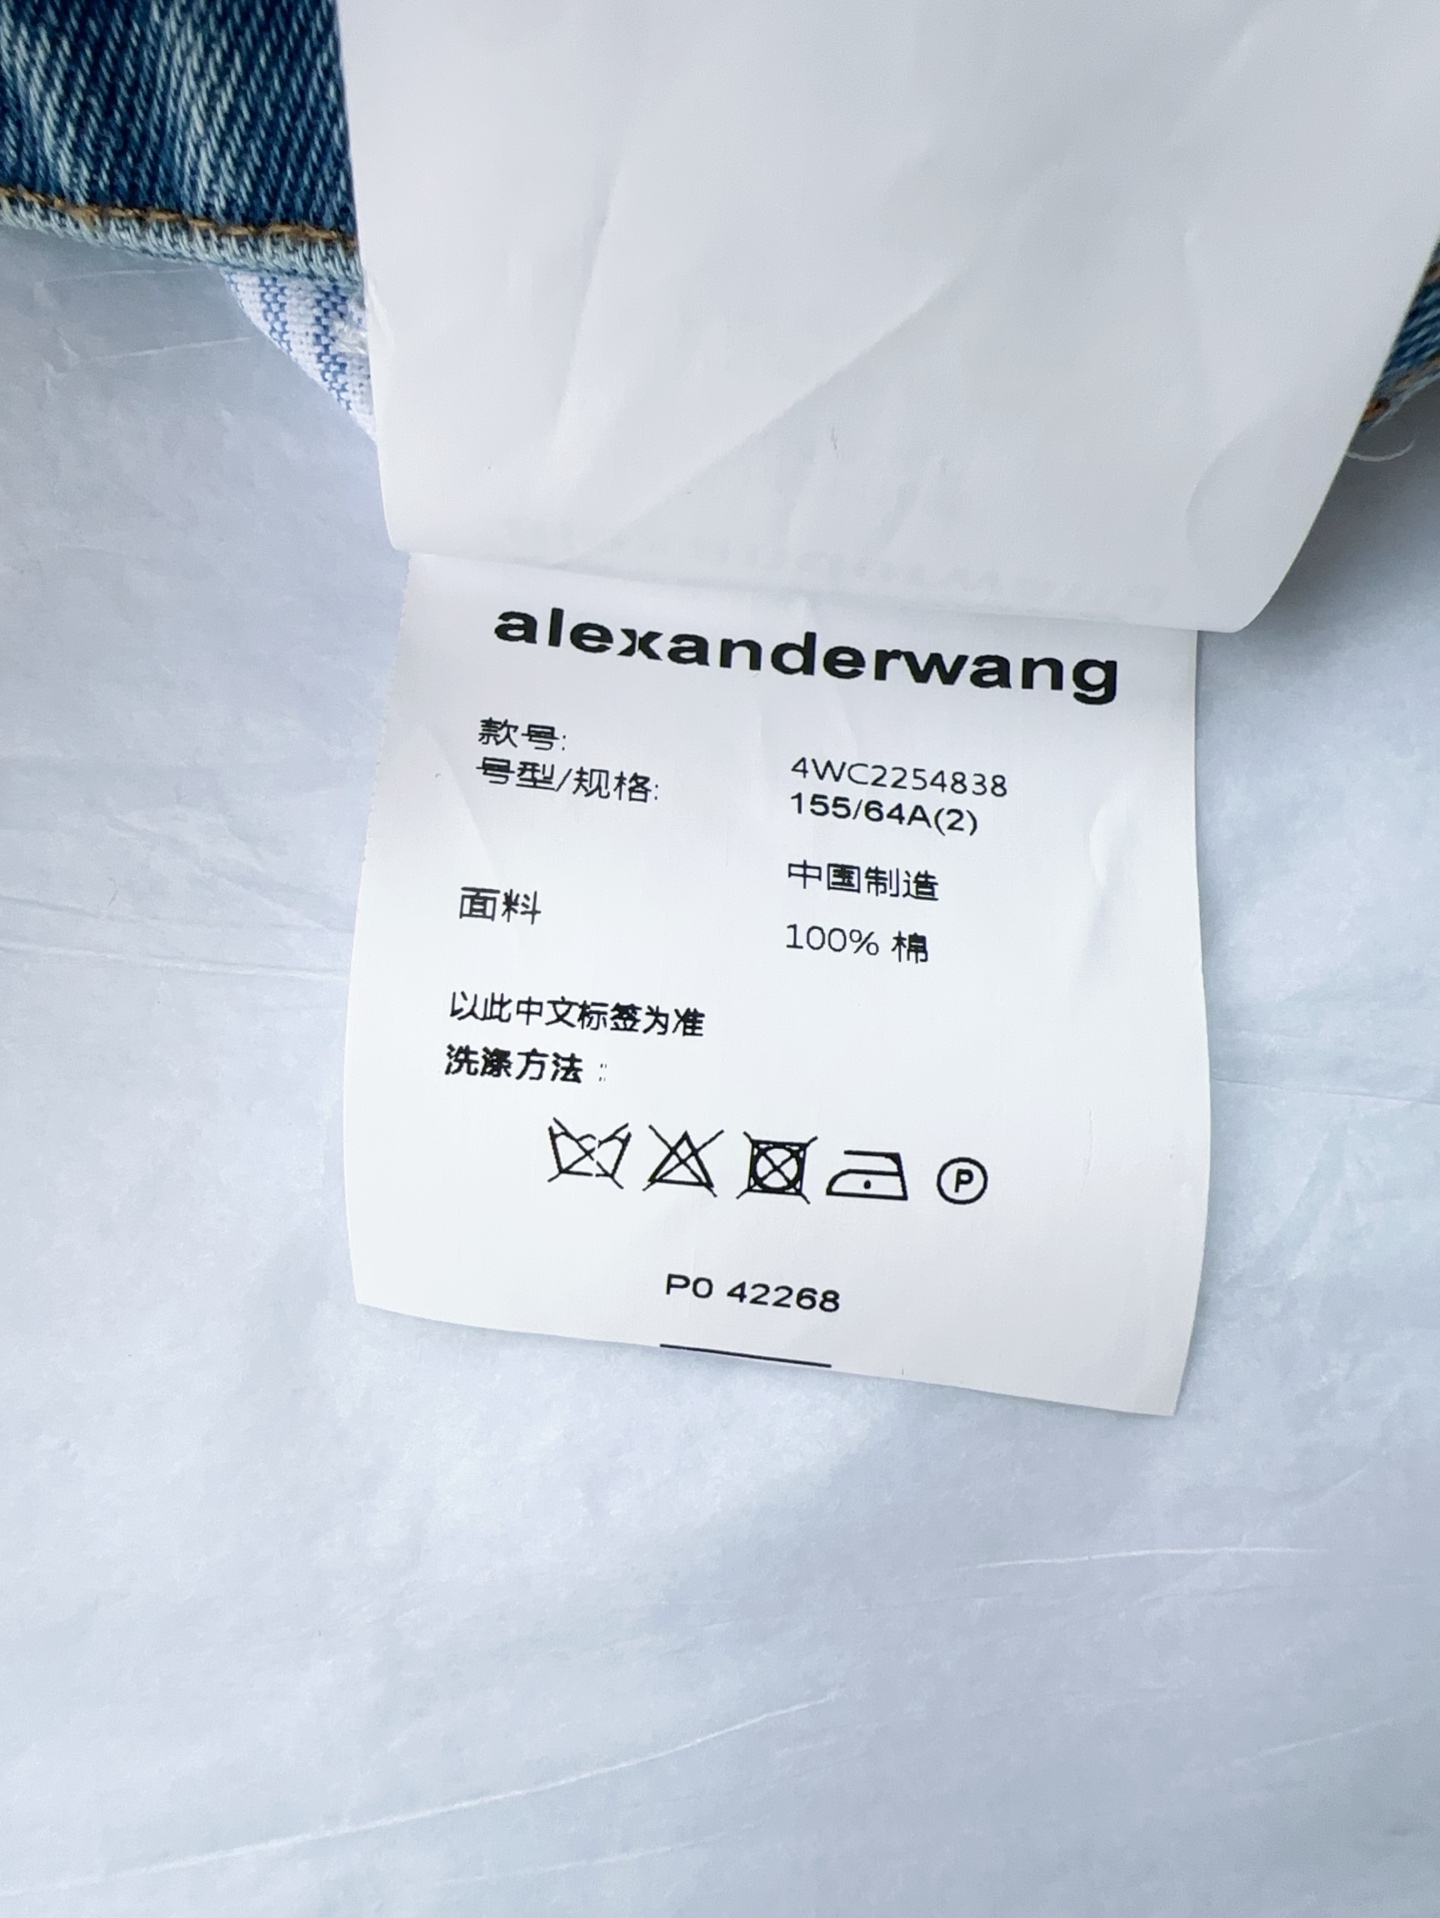 alexanderwang
款号: 4WC2254838
号型/规格: 155/64A(2)
中国制造
面料 100% 棉
以此中文标签为准
洗涤方法：
P
P0 42268